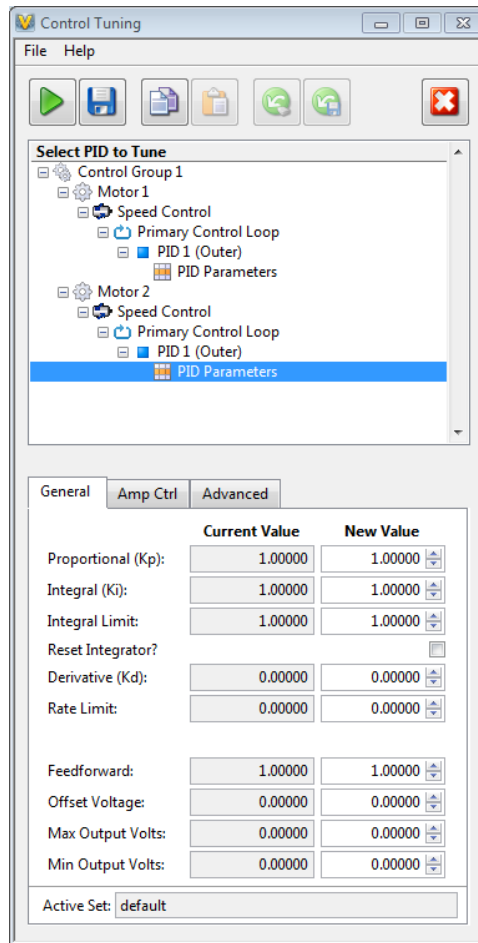 Control Tuning
File Help
Select PID to Tune
Control Group 1
Motor 1
Speed Control
Primary Control Loop
PID 1 (Outer)
PID Parameters
Motor 2
Speed Control
Primary Control Loop
PID 1 (Outer)
PID Parameters
General Amp Ctrl Advanced
Current Value New Value
Proportional (Kp): 1.00000 1.00000
Integral (Ki): 1.00000 1.00000
Integral Limit: 1.00000 1.00000
Reset Integrator?
Derivative (Kd): 0.00000 0.00000
Rate Limit: 0.00000 0.00000
Feedforward: 1.00000 1.00000
Offset Voltage: 0.00000 0.00000
Max Output Volts: 0.00000 0.00000
Min Output Volts: 0.00000 0.00000
Active Set: default